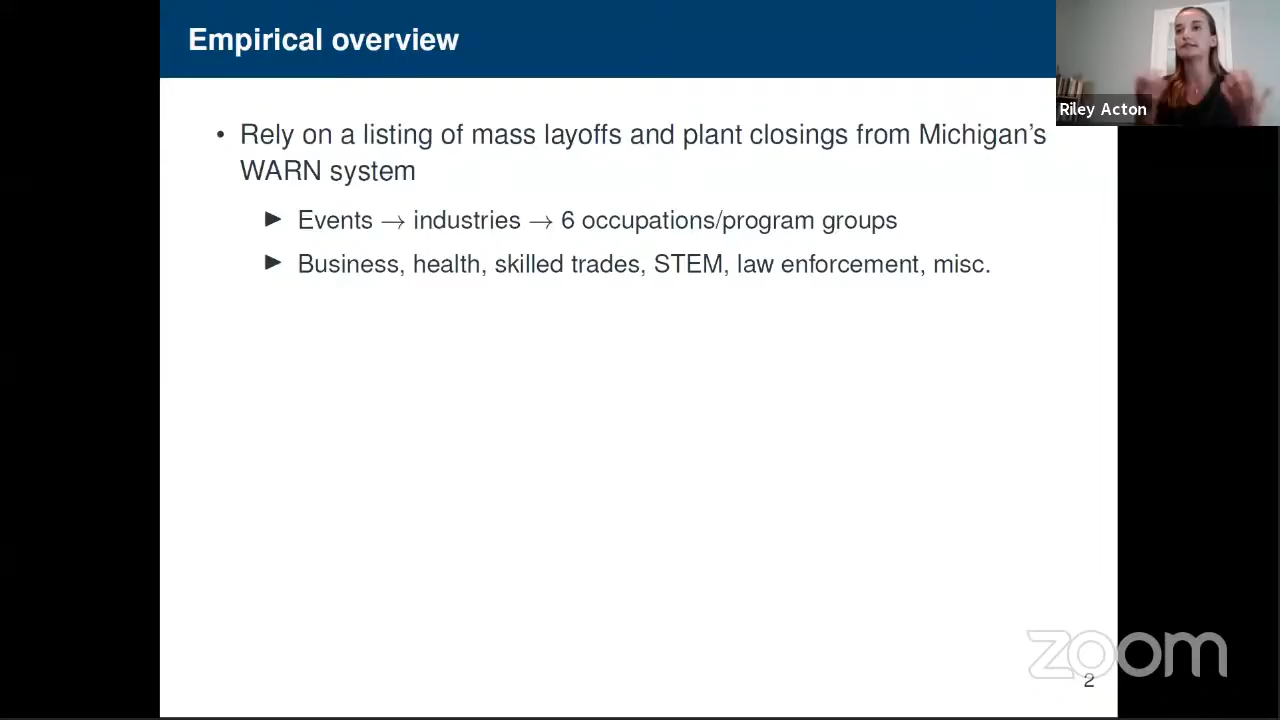 Empirical overview
Riley Acton
• Rely on a listing of mass layoffs and plant closings from Michigan's
WARN system
▶ Events → industries → 6 occupations/program groups
▶ Business, health, skilled trades, STEM, law enforcement, misc.
zoom
2